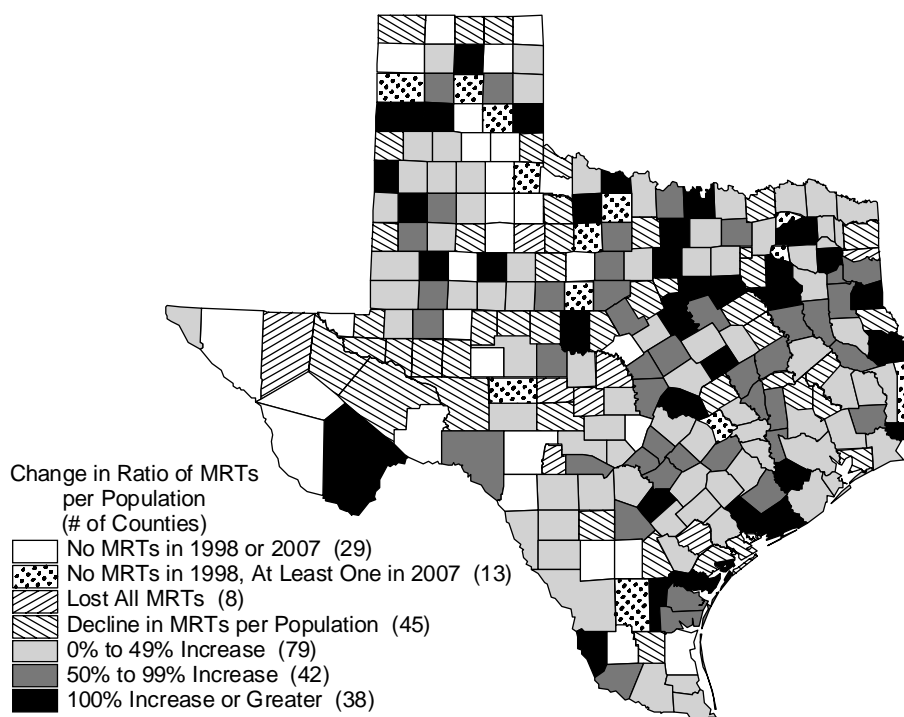 Change in Ratio of MRTs
per Population
(# of Counties)
No MRTs in 1998 or 2007 (29)
No MRTs in 1998, At Least One in 2007 (13)
Lost All MRTs (8)
Decline in MRTs per Population (45)
0% to 49% Increase (79)
50% to 99% Increase (42)
100% Increase or Greater (38)